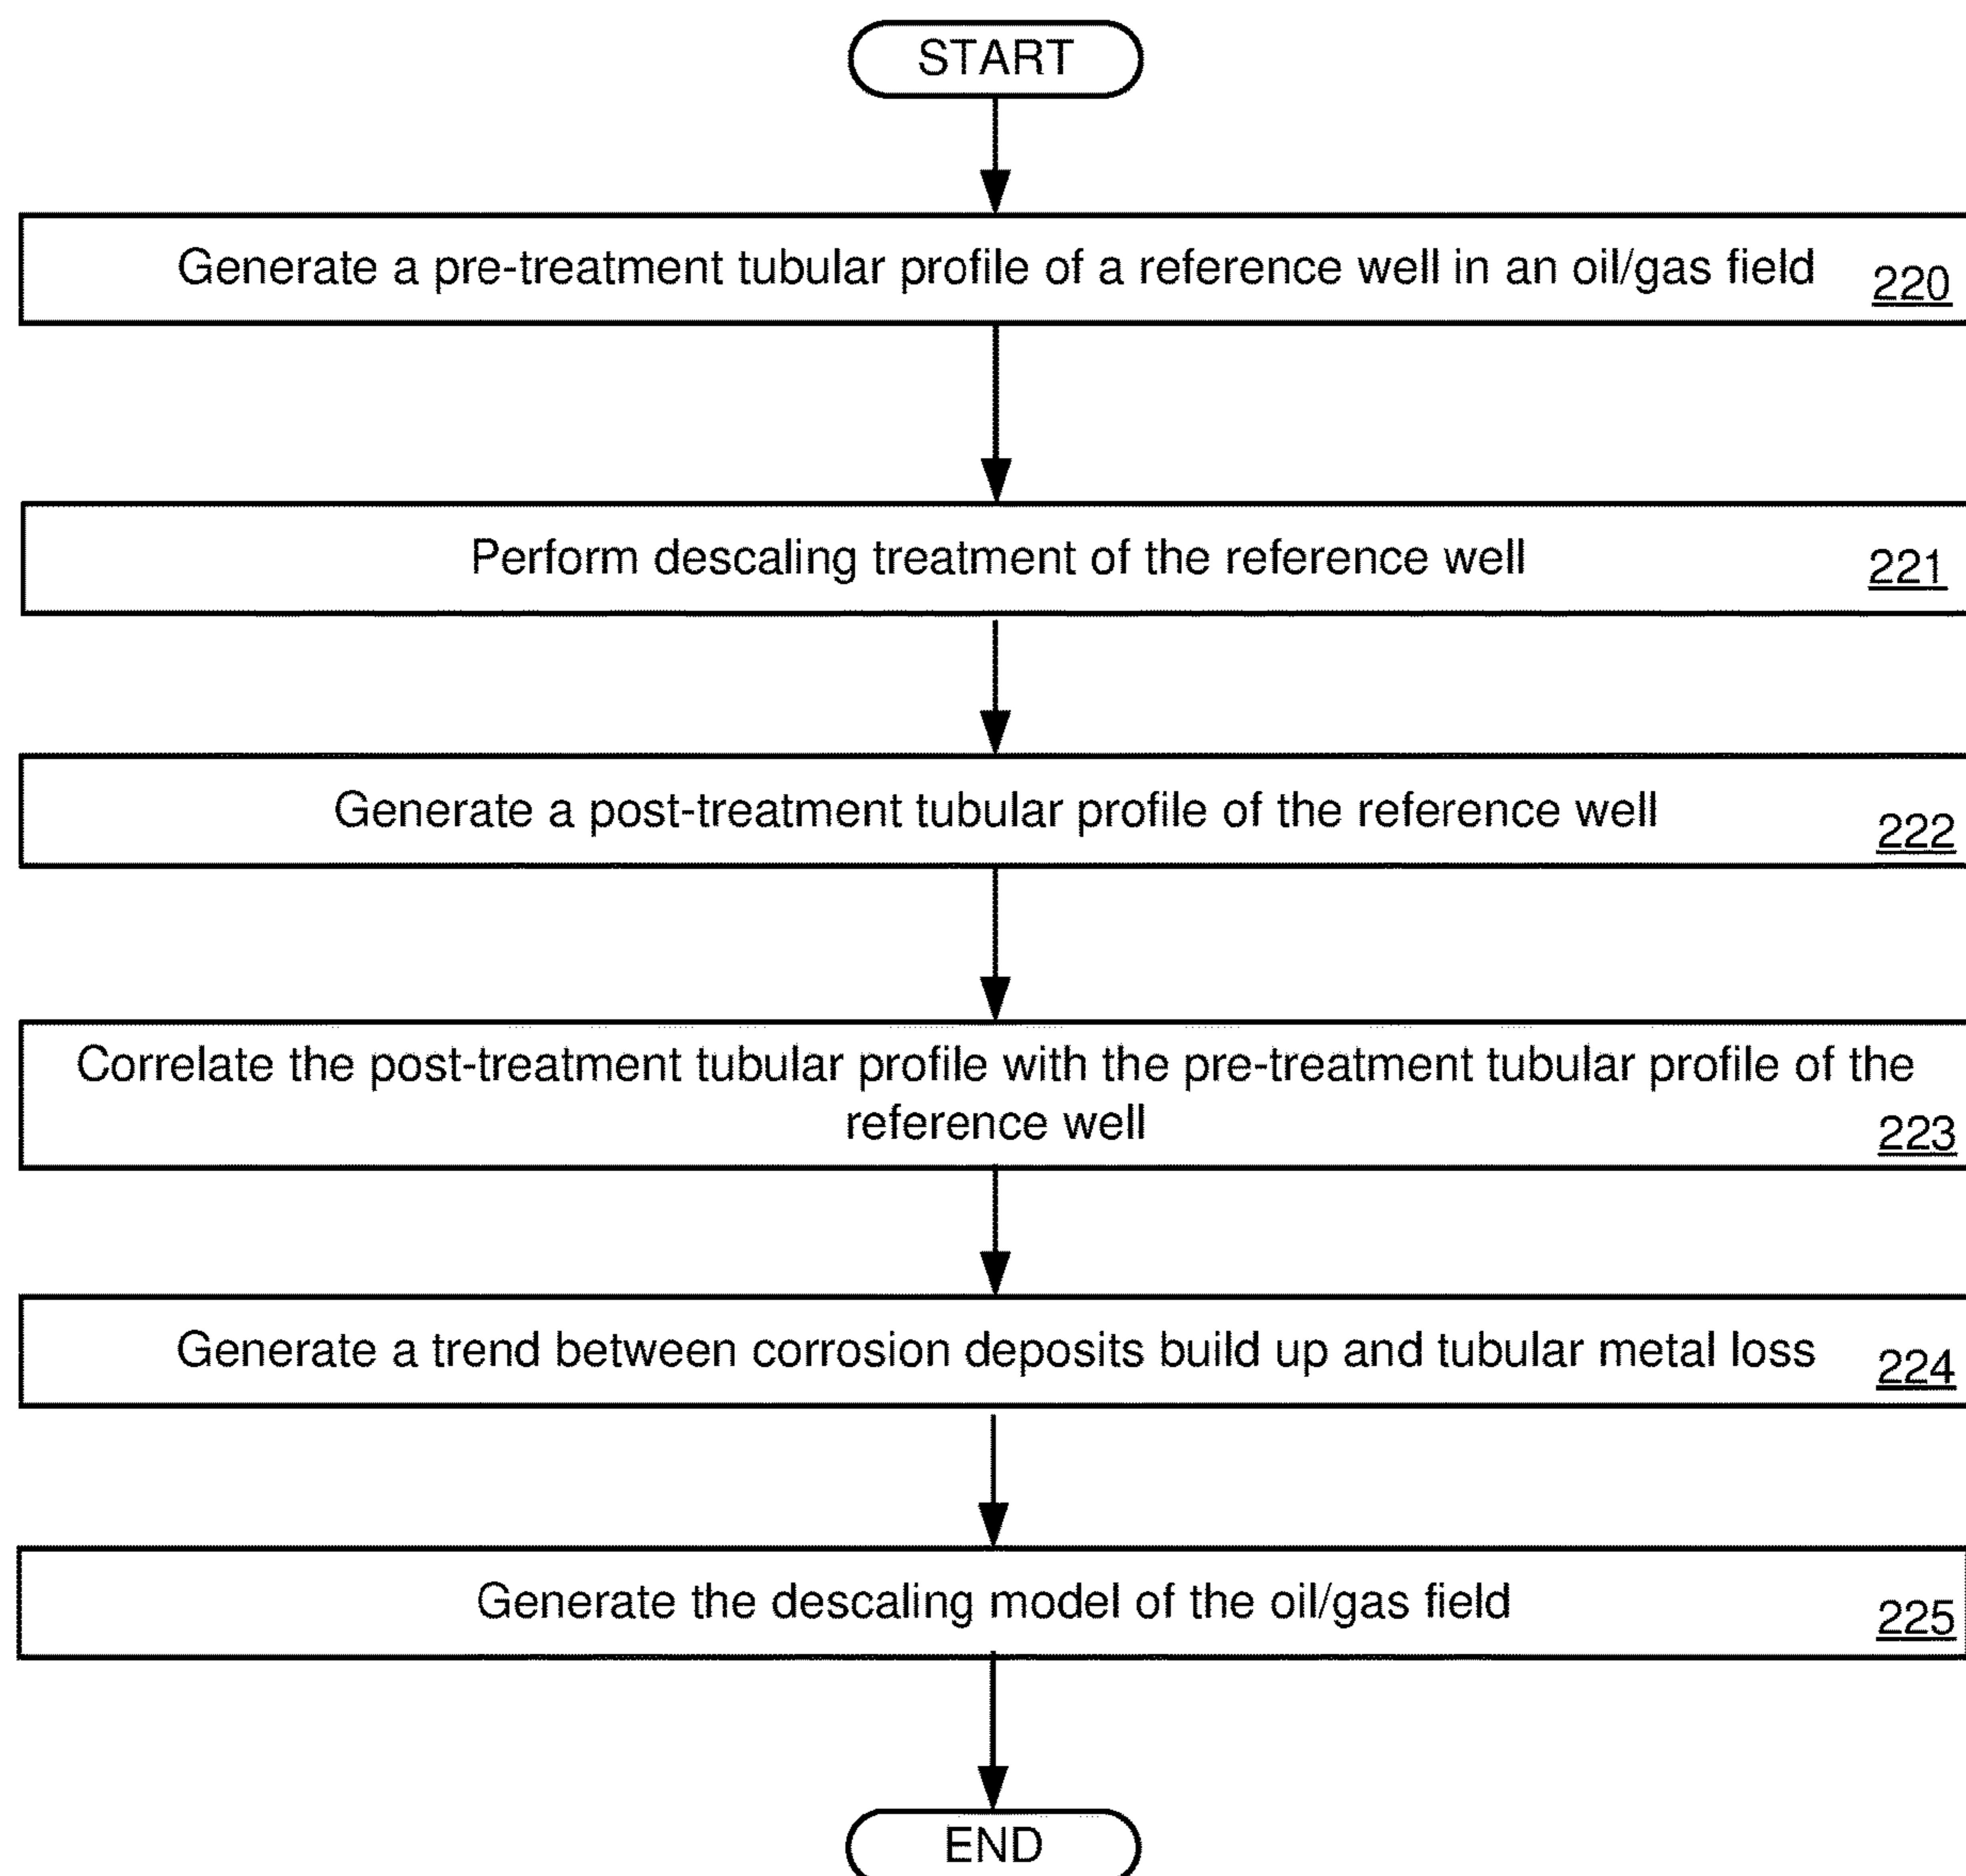 START
Generate a pre-treatment tubular profile of a reference well in an oil/gas field
220
Perform descaling treatment of the reference well
221
Generate a post-treatment tubular profile of the reference well
222
Correlate the post-treatment tubular profile with the pre-treatment tubular profile of the
reference well
223
Generate a trend between corrosion deposits build up and tubular metal loss
224
Generate the descaling model of the oil/gas field
225
END